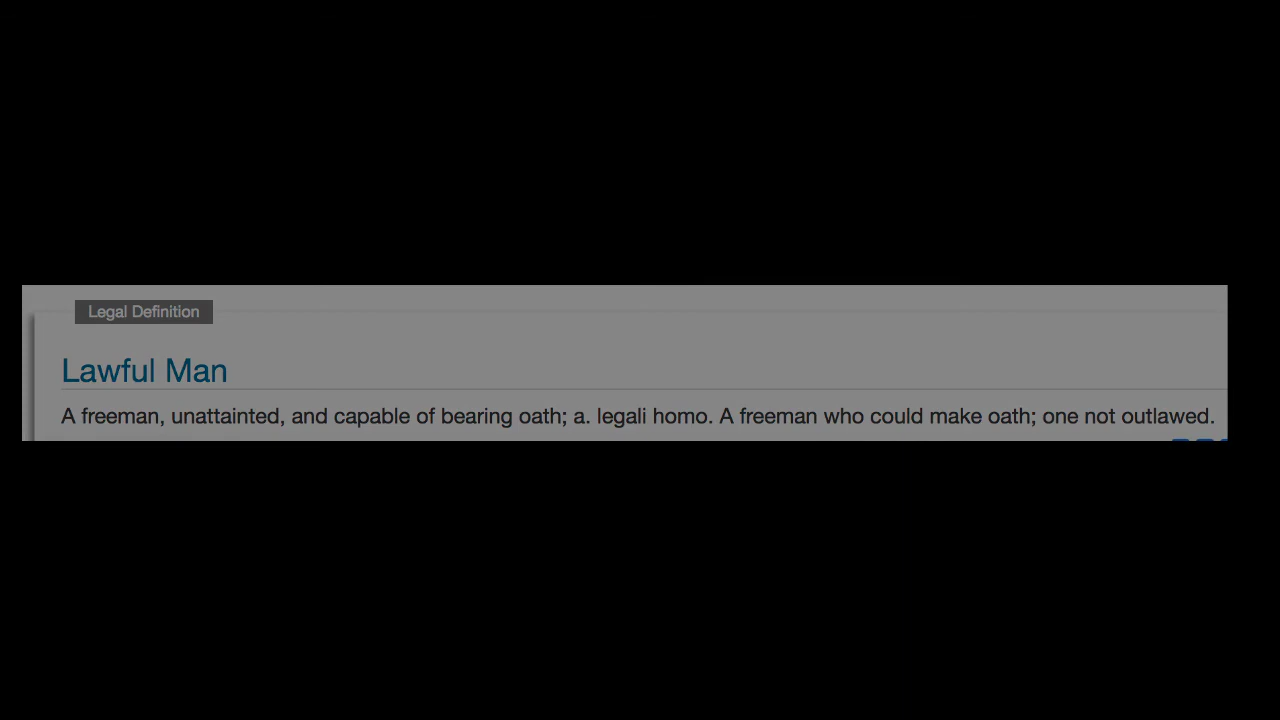 Legal Definition
Lawful Man
A freeman, unattainted, and capable of bearing oath; a. legali homo. A freeman who could make oath; one not outlawed.